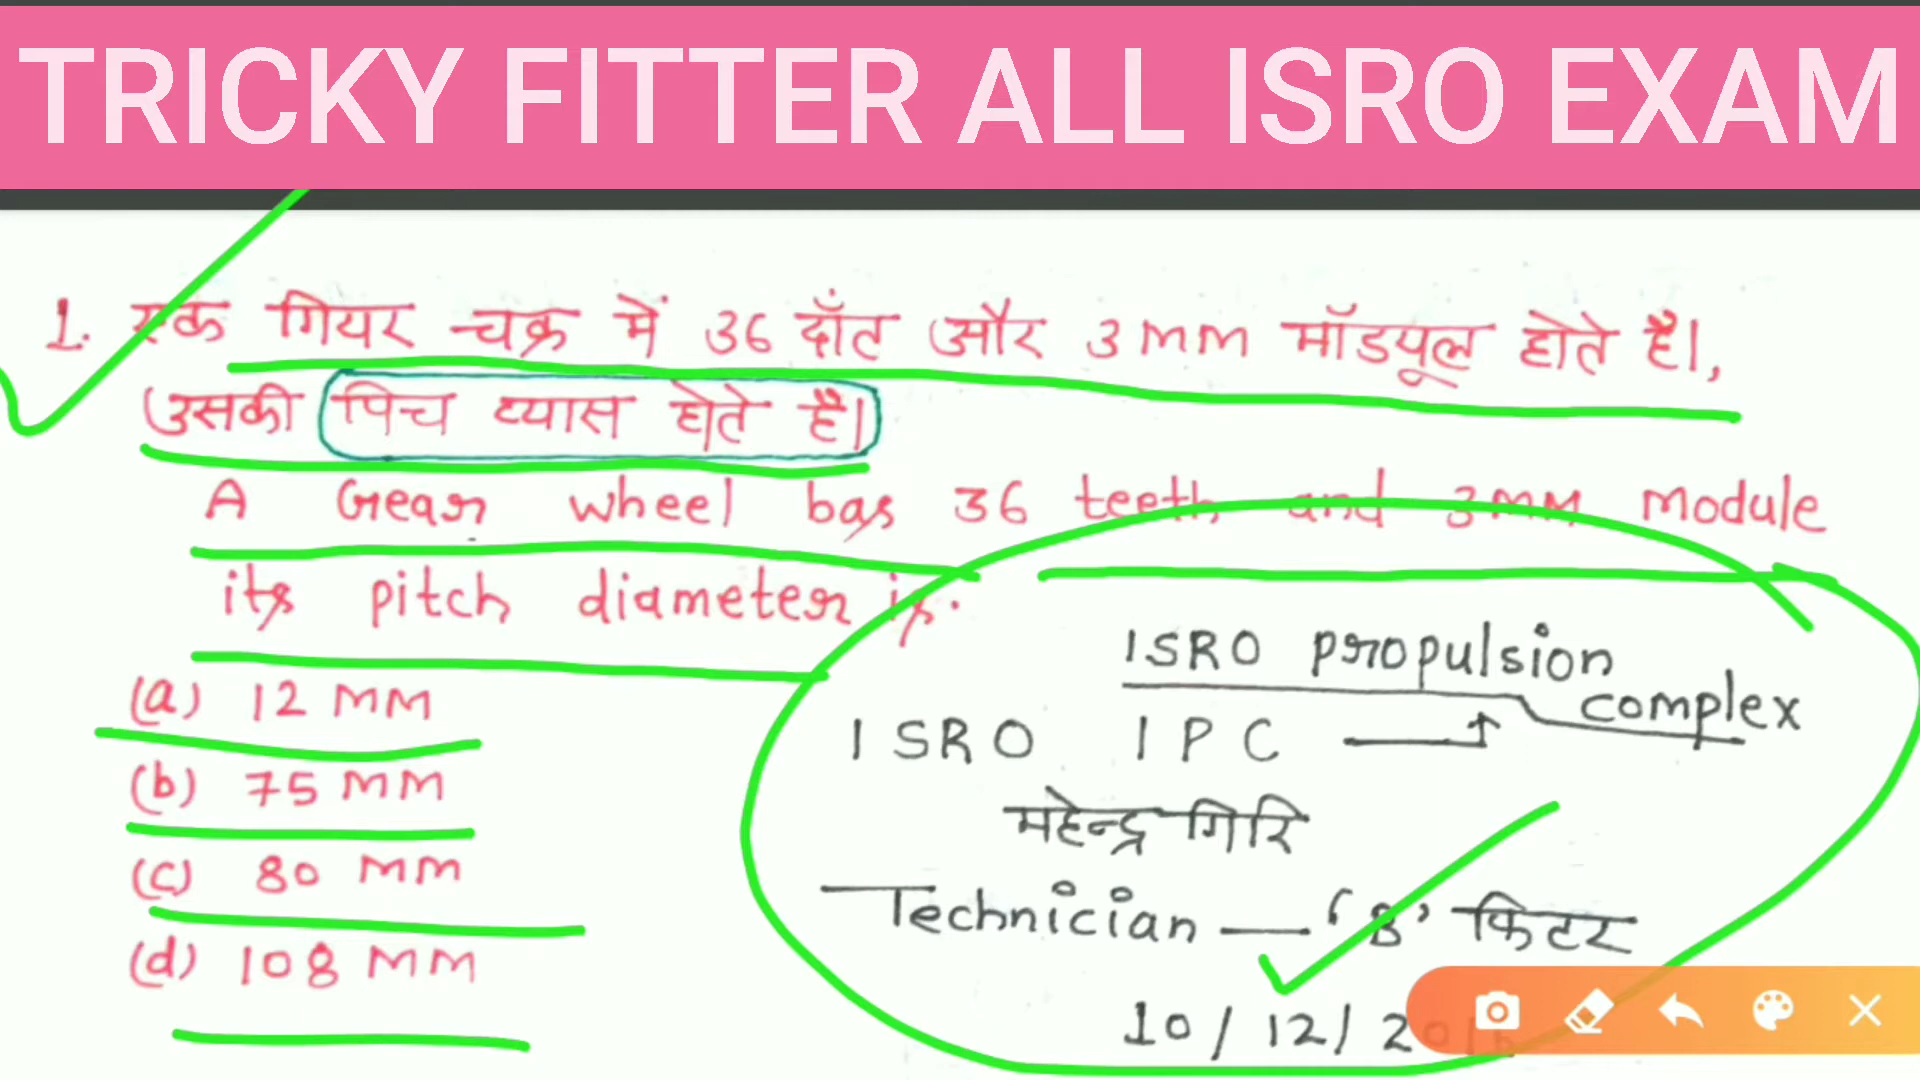 TRICKY FITTER ALL ISRO EXAM
1. एक गियर चक्र में 36 दाँत और 3 mm मॉडयूल होते है।,
उसकी पिच व्यास होते है।
A Gear wheel has 36 teeth and 3 mm Module
its pitch diameter is.
(a) 12 MM
(b) 75 MM
(c) 80 MM
(d) 108 MM
ISRO propulsion
complex
ISRO IPC
महेन्द्र गिरि
Technician — 'B' फिटर
10/12/